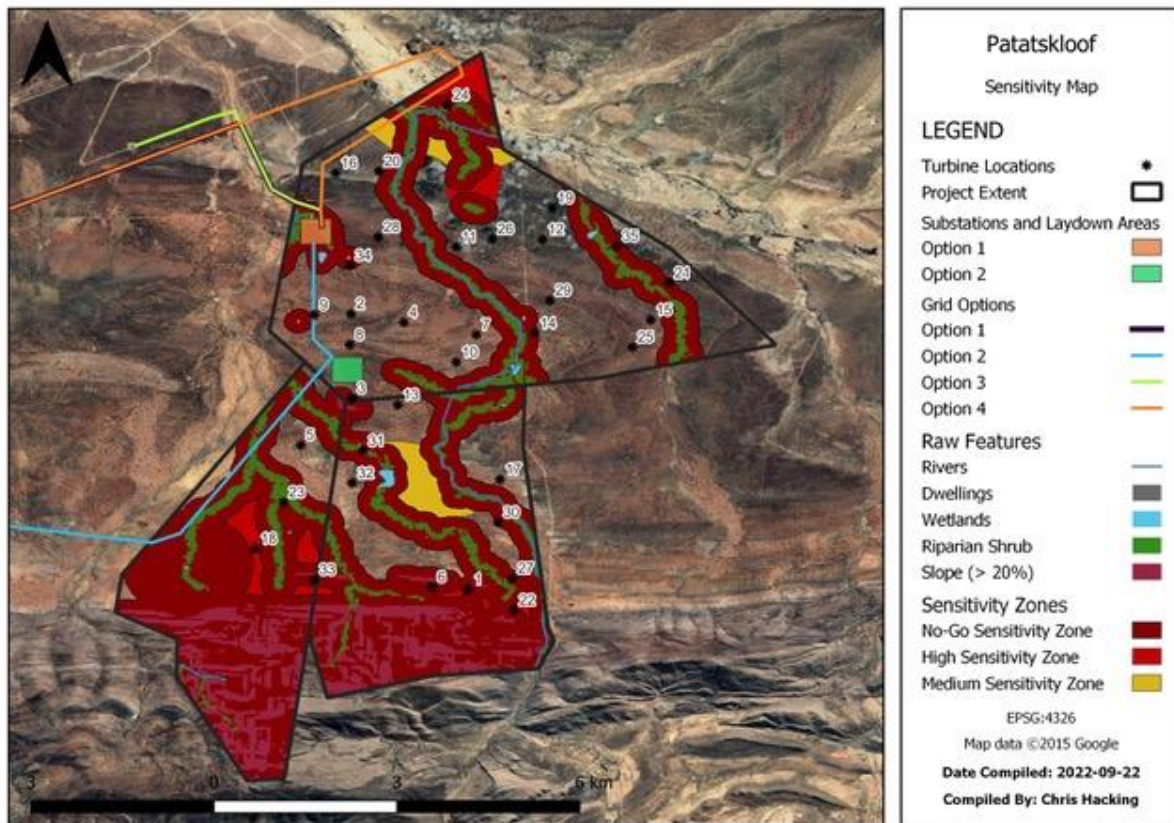 24
16
20
19
28
11
26
12
35
34
21
9
2
4
29
15
7
14
8
10
25
3
13
5
31
32
17
23
30
18
33
6
1
27
22
3
0
3
6 km
Patatskloof
Sensitivity Map
LEGEND
Turbine Locations
Project Extent
Substations and Laydown Areas
Option 1
Option 2
Grid Options
Option 1
Option 2
Option 3
Option 4
Raw Features
Rivers
Dwellings
Wetlands
Riparian Shrub
Slope (> 20%)
Sensitivity Zones
No-Go Sensitivity Zone
High Sensitivity Zone
Medium Sensitivity Zone
EPSG:4326
Map data ©2015 Google
Date Compiled: 2022-09-22
Compiled By: Chris Hacking